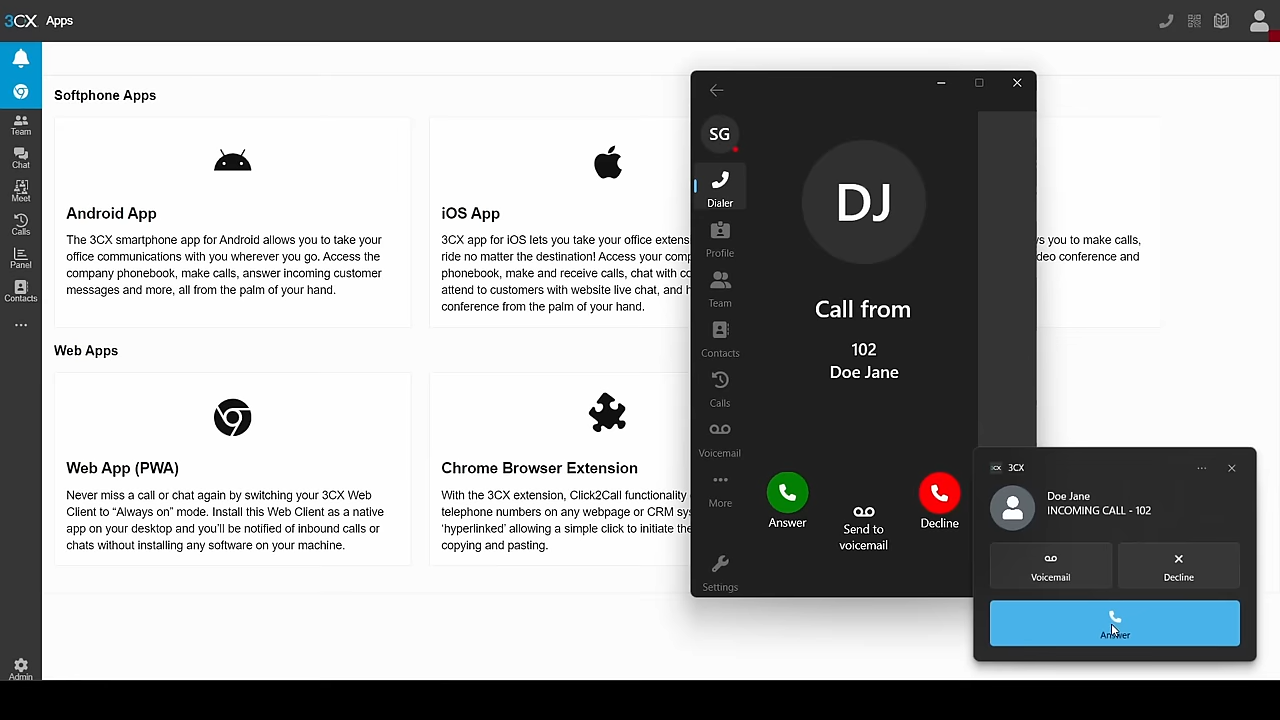 3CX Apps
Team
Chat
Meet
Calls
Panel
Contacts
Admin
Softphone Apps
Android App
The 3CX smartphone app for Android allows you to take your
office communications with you wherever you go. Access the
company phonebook, make calls, answer incoming customer
messages and more, all from the palm of your hand.
iOS App
3CX app for iOS lets you take your office extens
ride no matter the destination! Access your comp
phonebook, make and receive calls, chat with co
attend to customers with website live chat, and h
conference from the palm of your hand.
ws you to make calls,
deo conference and
Web Apps
Web App (PWA)
Never miss a call or chat again by switching your 3CX Web
Client to “Always on” mode. Install this Web Client as a native
app on your desktop and you'll be notified of inbound calls or
chats without installing any software on your machine.
Chrome Browser Extension
With the 3CX extension, Click2Call functionality
telephone numbers on any webpage or CRM sys
'hyperlinked' allowing a simple click to initiate the
copying and pasting.
SG
Dialer
Profile
Team
Contacts
Calls
Voicemail
More
Settings
DJ
Call from
102
Doe Jane
Answer
Send to
voicemail
Decline
3CX 3CX
Doe Jane
INCOMING CALL - 102
Voicemail
Decline
Answer